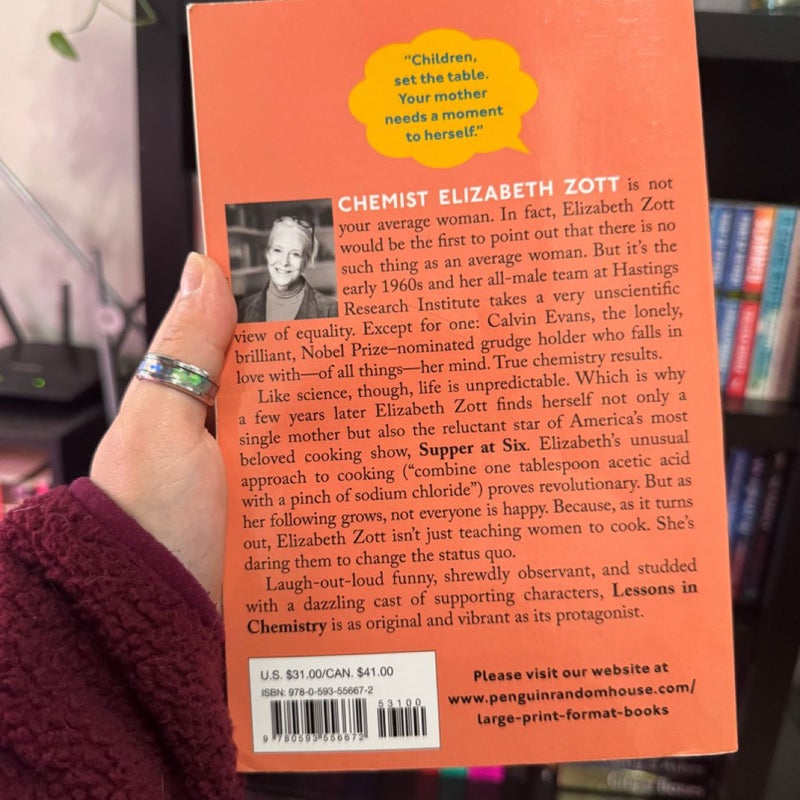 “Children,
set the table.
Your mother
needs a moment
to herself.”
CHEMIST ELIZABETH ZOTT is not
your average woman. In fact, Elizabeth Zott
would be the first to point out that there is no
such thing as an average woman. But it’s the
early 1960s and her all-male team at Hastings
Research Institute takes a very unscientific
view of equality. Except for one: Calvin Evans, the lonely,
brilliant, Nobel Prize–nominated grudge holder who falls in
love with—of all things—her mind. True chemistry results.
Like science, though, life is unpredictable. Which is why
a few years later Elizabeth Zott finds herself not only a
single mother but also the reluctant star of America’s most
beloved cooking show, Supper at Six. Elizabeth’s unusual
approach to cooking (“combine one tablespoon acetic acid
with a pinch of sodium chloride”) proves revolutionary. But as
her following grows, not everyone is happy. Because, as it turns
out, Elizabeth Zott isn’t just teaching women to cook. She’s
daring them to change the status quo.
Laugh-out-loud funny, shrewdly observant, and studded
with a dazzling cast of supporting characters, Lessons in
Chemistry is as original and vibrant as its protagonist.
U.S. $31.00/CAN. $41.00
ISBN: 978-0-593-55667-2
53100
9 780593 556672
Please visit our website at
www.penguinrandomhouse.com/
large-print-format-books